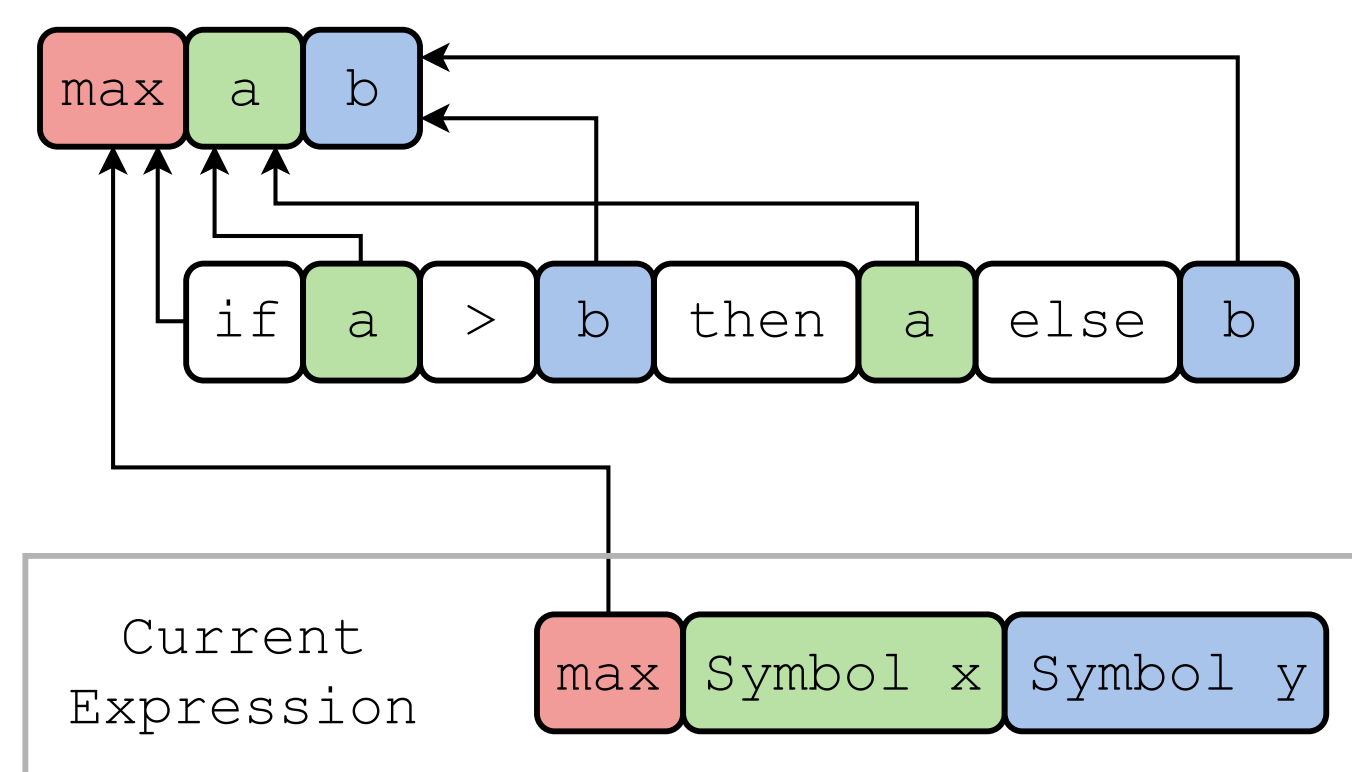 max a b
if a > b then a else b
Current
Expression
max Symbol x Symbol y